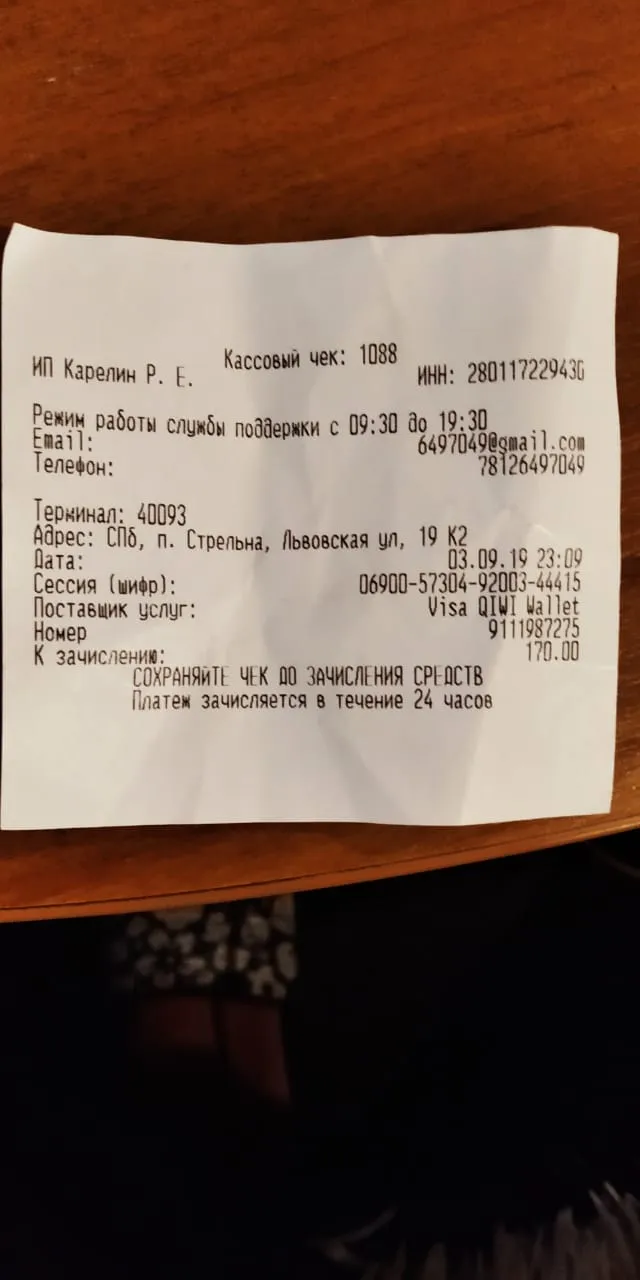 Кассовый чек: 1088
ИП Карелин Р. Е. ИНН: 280117229430
Режим работы службы поддержки с 09:30 до 19:30
Email: 6497049@gmail.com
Телефон: 78126497049
Терминал: 40093
Адрес: СПб, п. Стрельна, Львовская ул, 19 К2
Дата: 03.09.19 23:09
Сессия (шифр): 06900-57304-92003-44415
Поставщик услуг: Visa QIWI Wallet
Номер 9111987275
К зачислению: 170.00
СОХРАНЯЙТЕ ЧЕК ДО ЗАЧИСЛЕНИЯ СРЕДСТВ
Платеж зачисляется в течение 24 часов